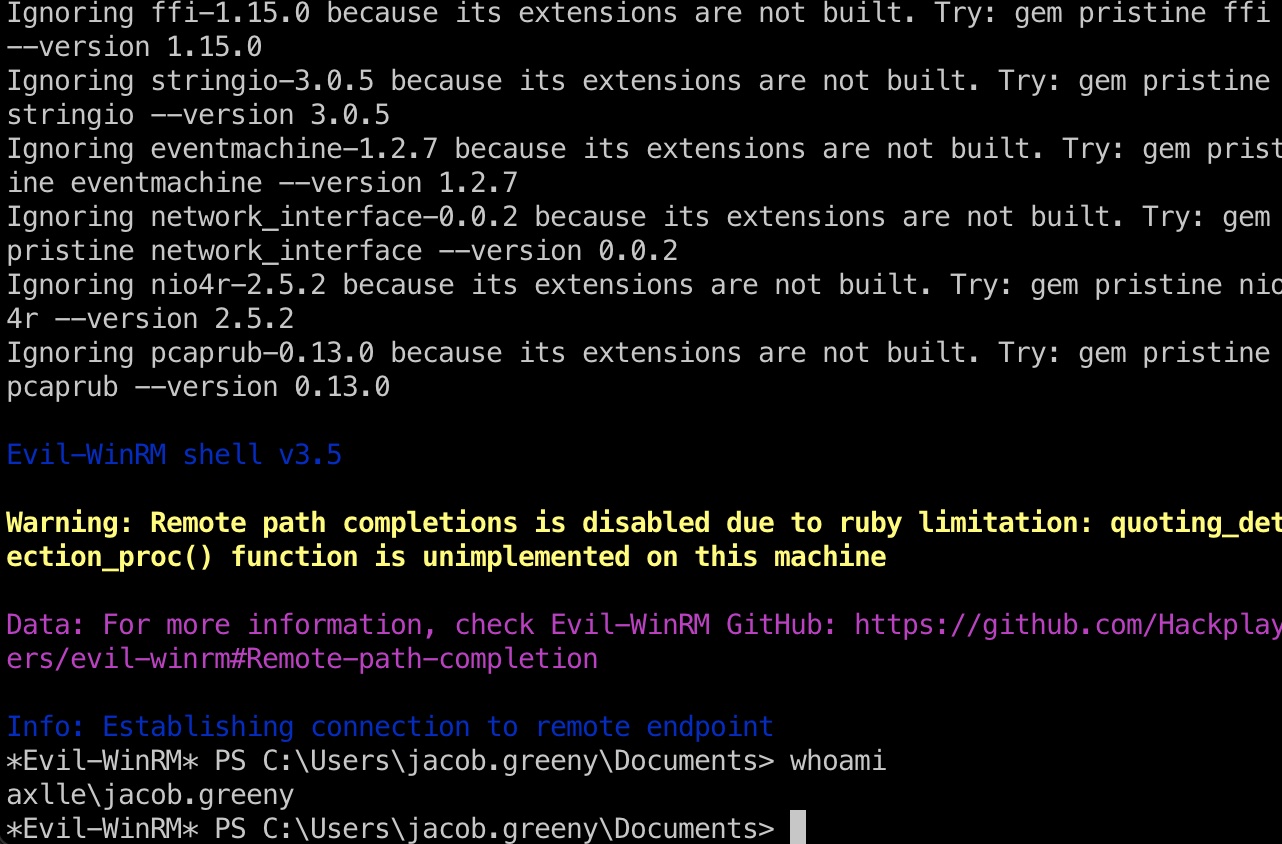 Ignoring ffi-1.15.0 because its extensions are not built. Try: gem pristine ffi
--version 1.15.0
Ignoring stringio-3.0.5 because its extensions are not built. Try: gem pristine
stringio --version 3.0.5
Ignoring eventmachine-1.2.7 because its extensions are not built. Try: gem prist
ine eventmachine --version 1.2.7
Ignoring network_interface-0.0.2 because its extensions are not built. Try: gem
pristine network_interface --version 0.0.2
Ignoring nio4r-2.5.2 because its extensions are not built. Try: gem pristine nio
4r --version 2.5.2
Ignoring pcaprub-0.13.0 because its extensions are not built. Try: gem pristine
pcaprub --version 0.13.0
Evil-WinRM shell v3.5
Warning: Remote path completions is disabled due to ruby limitation: quoting_det
ection_proc() function is unimplemented on this machine
Data: For more information, check Evil-WinRM GitHub: https://github.com/Hackplay
ers/evil-winrm#Remote-path-completion
Info: Establishing connection to remote endpoint
*Evil-WinRM* PS C:\Users\jacob.greeny\Documents> whoami
axlle\jacob.greeny
*Evil-WinRM* PS C:\Users\jacob.greeny\Documents>